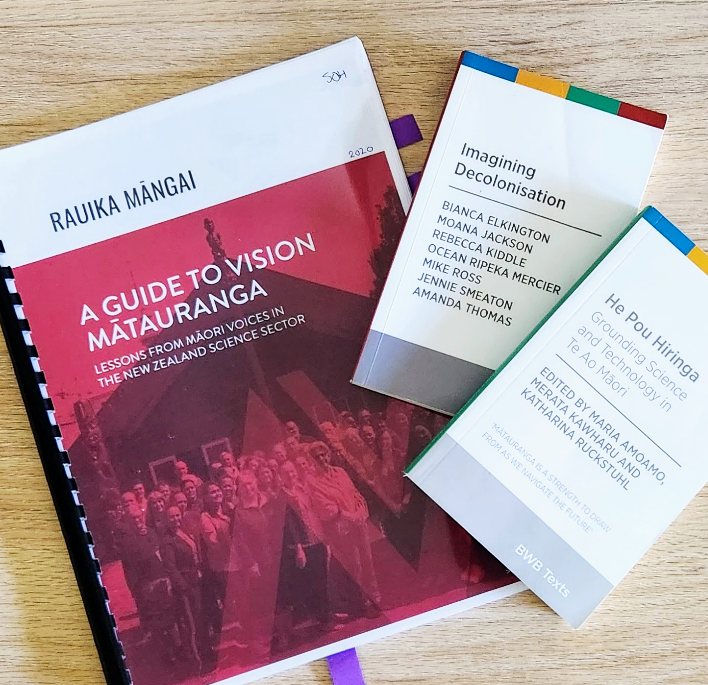 SOH
2020
RAUIKA MĀNGAI
A GUIDE TO VISION
MĀTAURANGA
LESSONS FROM MĀORI VOICES IN
THE NEW ZEALAND SCIENCE SECTOR
Imagining
Decolonisation
BIANCA ELKINGTON
MOANA JACKSON
REBECCA KIDDLE
OCEAN RIPEKA MERCIER
MIKE ROSS
JENNIE SMEATON
AMANDA THOMAS
He Pou Hiringa
Grounding Science
and Technology in
Te Ao Māori
EDITED BY MARIA AMOAMO,
MERATA KAWHARU AND
KATHARINA RUCKSTUHL
MĀTAURANGA IS A STRENGTH TO DRAW
FROM AS WE NAVIGATE THE FUTURE
BWB Texts